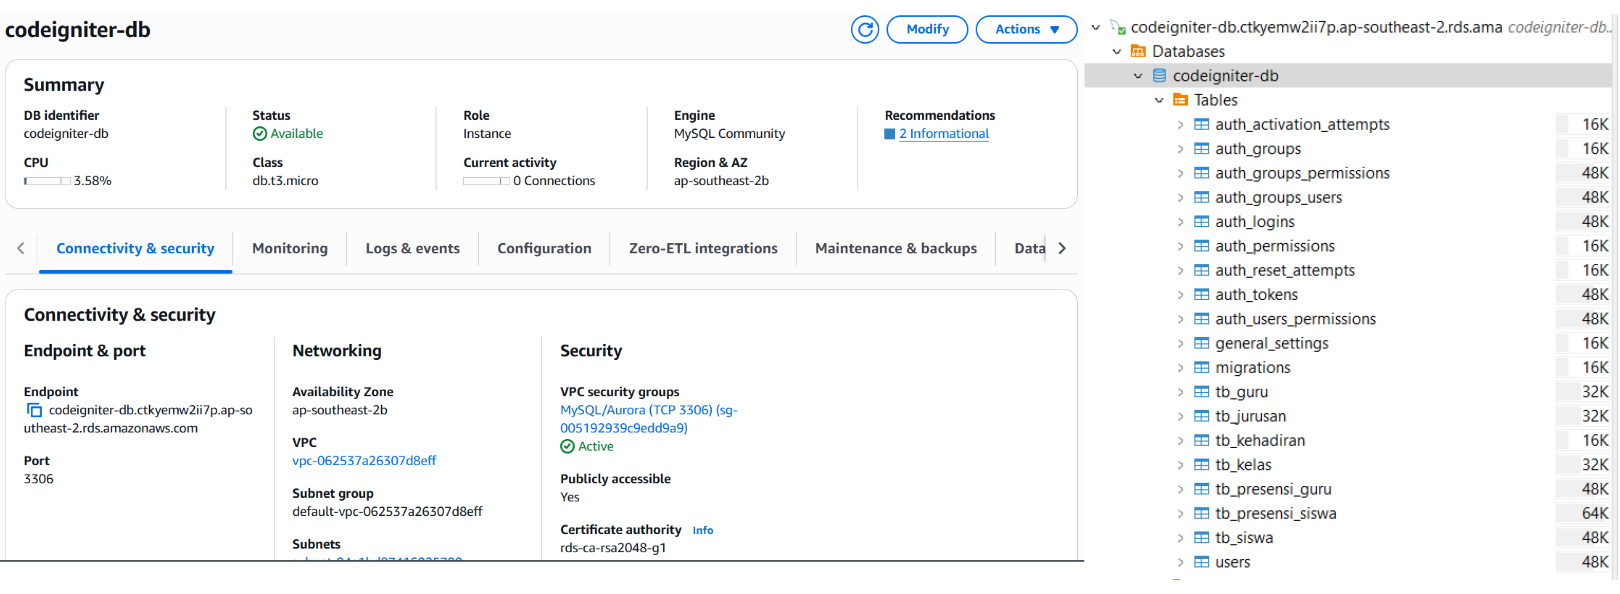 codeigniter-db
Modify
Actions
Summary
DB identifier
codeigniter-db
Status
Available
Role
Instance
Engine
MySQL Community
Recommendations
2 Informational
CPU
3.58%
Class
db.t3.micro
Current activity
0 Connections
Region & AZ
ap-southeast-2b
Connectivity & security
Monitoring
Logs & events
Configuration
Zero-ETL integrations
Maintenance & backups
Data
Connectivity & security
Endpoint & port
Endpoint
codeigniter-db.ctkyemw2ii7p.ap-so
utheast-2.rds.amazonaws.com
Port
3306
Networking
Availability Zone
ap-southeast-2b
VPC
vpc-062537a26307d8eff
Subnet group
default-vpc-062537a26307d8eff
Subnets
Security
VPC security groups
MySQL/Aurora (TCP 3306) (sg-
005192939c9edd9a9)
Active
Publicly accessible
Yes
Certificate authority Info
rds-ca-rsa2048-g1
codeigniter-db.ctkyemw2ii7p.ap-southeast-2.rds.ama codeigniter-db...
Databases
codeigniter-db
Tables
auth_activation_attempts 16K
auth_groups 16K
auth_groups_permissions 48K
auth_groups_users 48K
auth_logins 48K
auth_permissions 16K
auth_reset_attempts 16K
auth_tokens 48K
auth_users_permissions 48K
general_settings 16K
migrations 16K
tb_guru 32K
tb_jurusan 32K
tb_kehadiran 16K
tb_kelas 32K
tb_presensi_guru 48K
tb_presensi_siswa 64K
tb_siswa 48K
users 48K